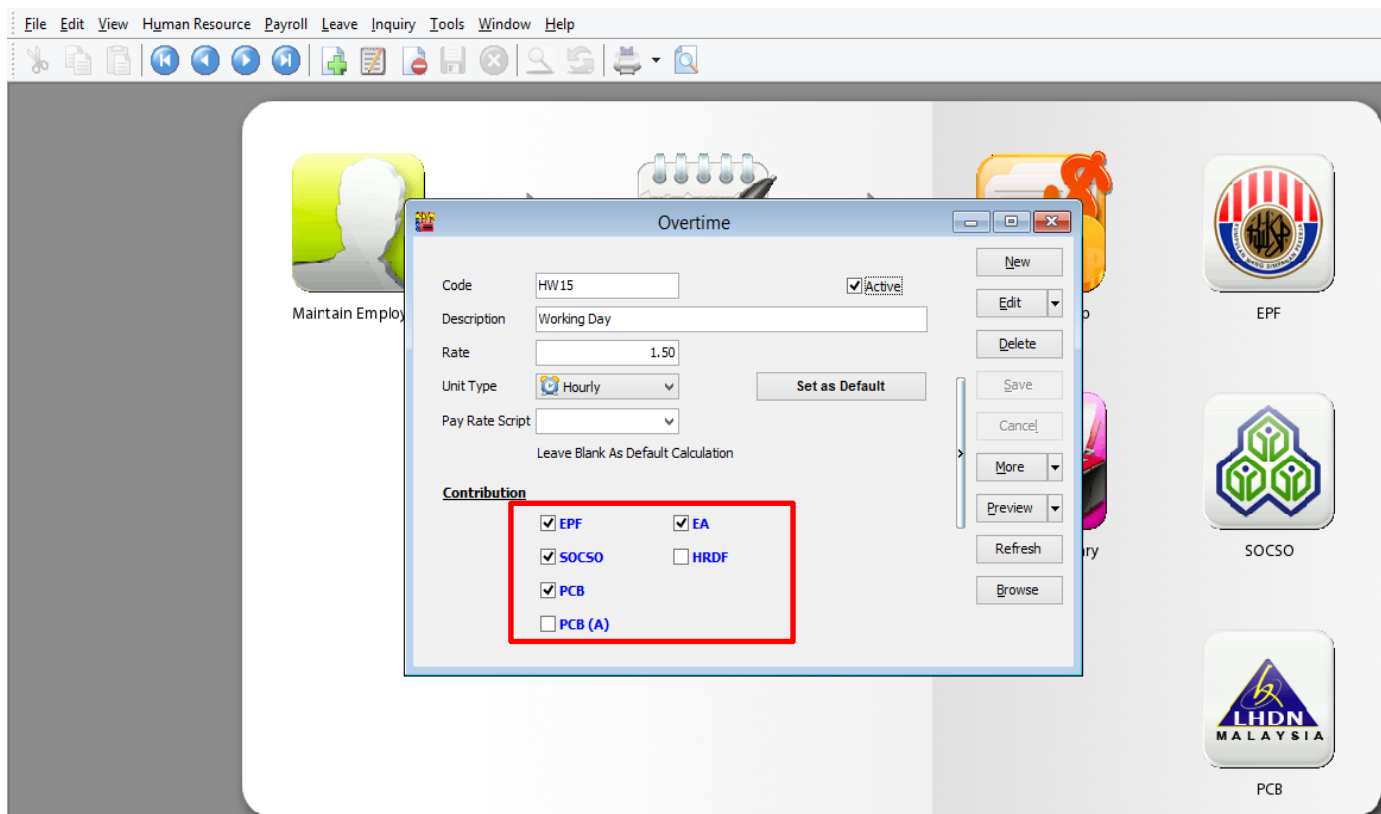 File Edit View Human Resource Payroll Leave Inquiry Tools Window Help
Overtime
Code HW15 Active
Description Working Day
Rate 1.50
Unit Type Hourly Set as Default
Pay Rate Script
Leave Blank As Default Calculation
Contribution
EPF EA
SOCSO HRDF
PCB
PCB (A)
New
Edit
Delete
Save
Cancel
More
Preview
Refresh
Browse
Maintain Employ
EPF
SOCSO
LHDN
MALAYSIA
PCB